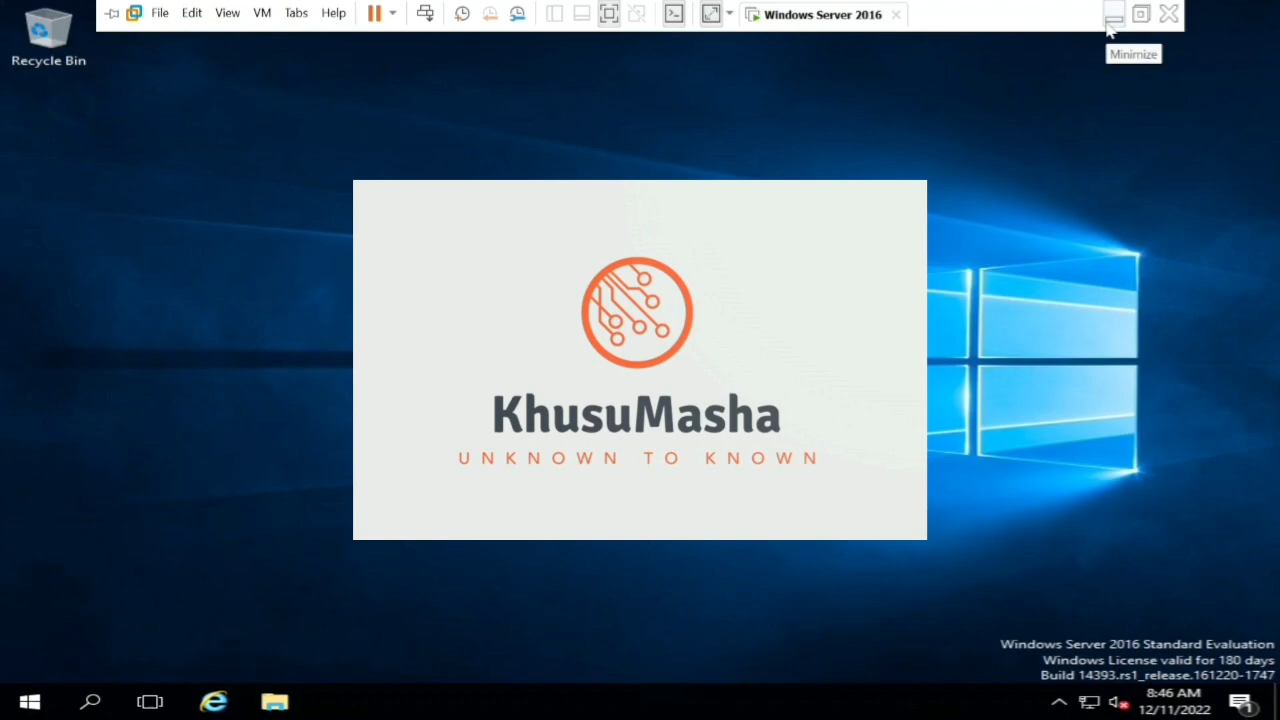 File Edit View VM Tabs Help
Windows Server 2016
Minimize
Recycle Bin
KhusuMasha
UNKNOWN TO KNOWN
Windows Server 2016 Standard Evaluation
Windows License valid for 180 days
Build 14393.rs1_release.161220-1747
8:46 AM
12/11/2022
1